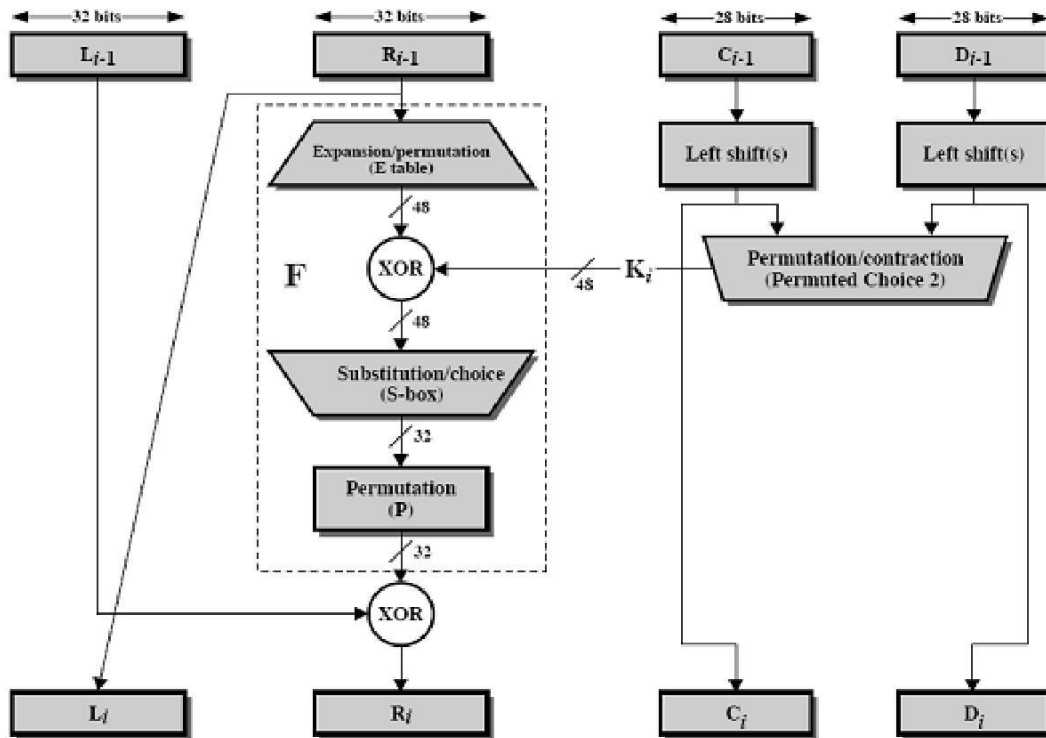 32 bits
32 bits
28 bits
28 bits
Li-1
Ri-1
Ci-1
Di-1
Expansion/permutation
(E table)
Left shift(s)
Left shift(s)
48
F
XOR
48
Ki
Permutation/contraction
(Permuted Choice 2)
48
Substitution/choice
(S-box)
32
Permutation
(P)
32
XOR
Li
Ri
Ci
Di